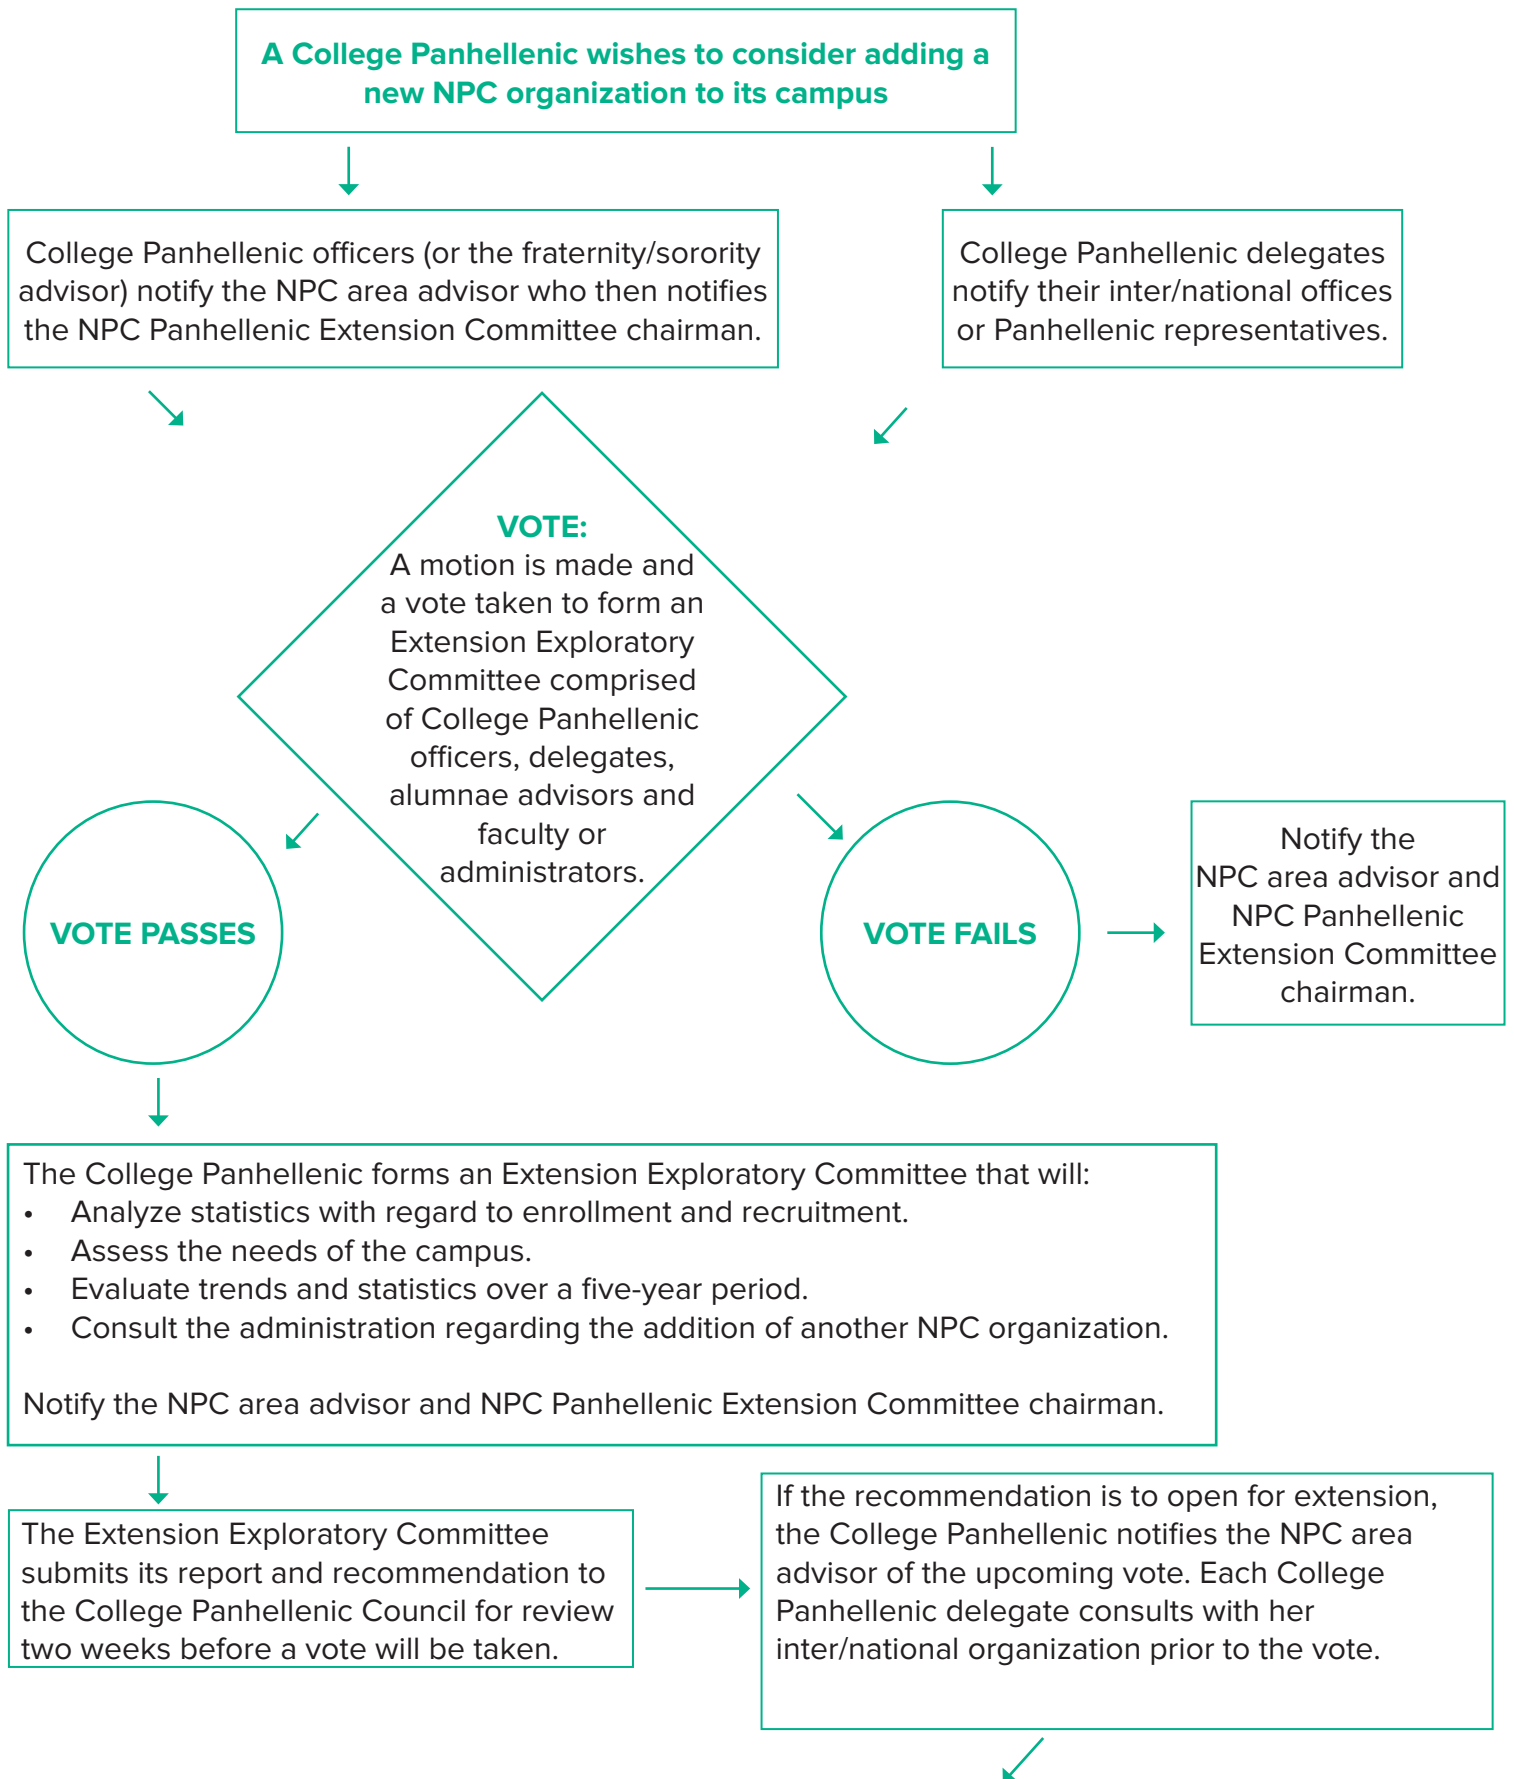 A College Panhellenic wishes to consider adding a
new NPC organization to its campus
College Panhellenic officers (or the fraternity/sorority
advisor) notify the NPC area advisor who then notifies
the NPC Panhellenic Extension Committee chairman.
College Panhellenic delegates
notify their inter/national offices
or Panhellenic representatives.
VOTE:
A motion is made and
a vote taken to form an
Extension Exploratory
Committee comprised
of College Panhellenic
officers, delegates,
alumnae advisors and
faculty or
administrators.
VOTE PASSES
VOTE FAILS
Notify the
NPC area advisor and
NPC Panhellenic
Extension Committee
chairman.
The College Panhellenic forms an Extension Exploratory Committee that will:
• Analyze statistics with regard to enrollment and recruitment.
• Assess the needs of the campus.
• Evaluate trends and statistics over a five-year period.
• Consult the administration regarding the addition of another NPC organization.
Notify the NPC area advisor and NPC Panhellenic Extension Committee chairman.
The Extension Exploratory Committee
submits its report and recommendation to
the College Panhellenic Council for review
two weeks before a vote will be taken.
If the recommendation is to open for extension,
the College Panhellenic notifies the NPC area
advisor of the upcoming vote. Each College
Panhellenic delegate consults with her
inter/national organization prior to the vote.